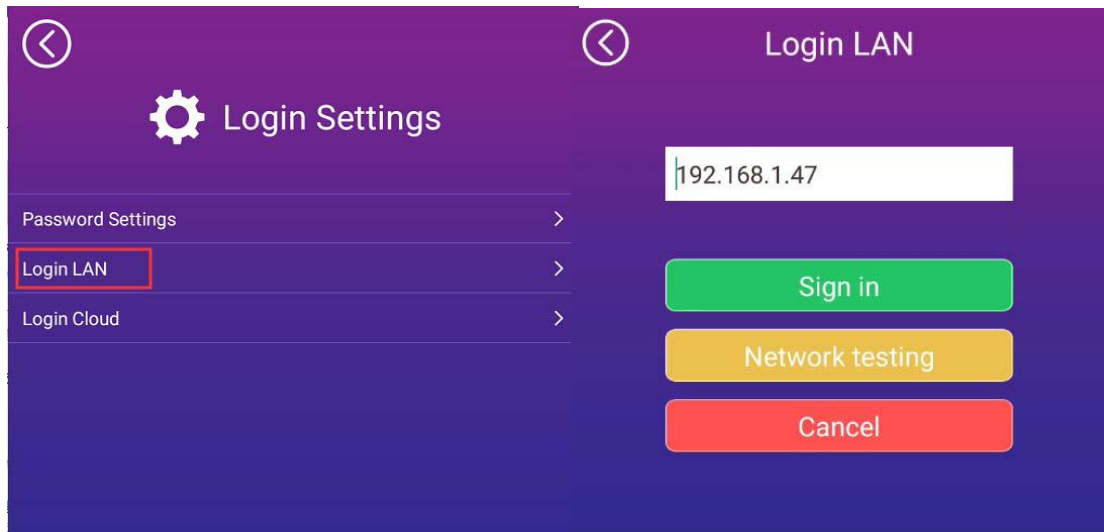 Login Settings
Password Settings
Login LAN
Login Cloud
Login LAN
192.168.1.47
Sign in
Network testing
Cancel